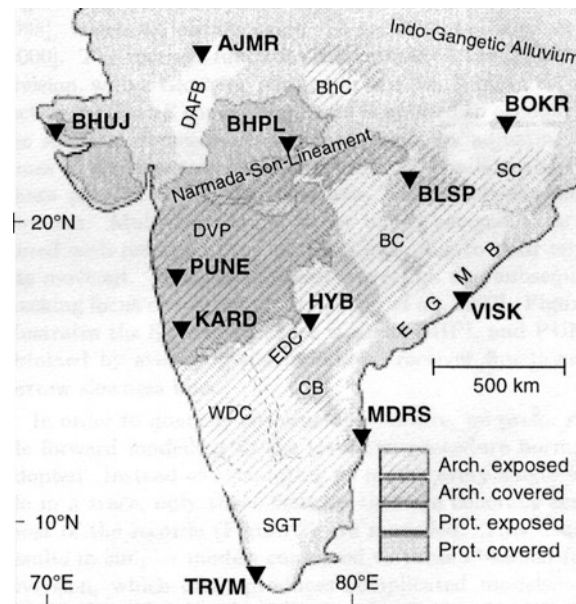 Indo-Gangetic Alluvium
AJMR
DAFB
BhC
BOKR
BHUJ
BHPL
Narmada-Son-Lineament
BLSP
SC
20°N
DVP
BC
PUNE
E G M B
VISK
KARD
HYB
EDC
500 km
CB
WDC
MDRS
Arch. exposed
Arch. covered
Prot. exposed
Prot. covered
SGT
10°N
TRVM
70°E
80°E